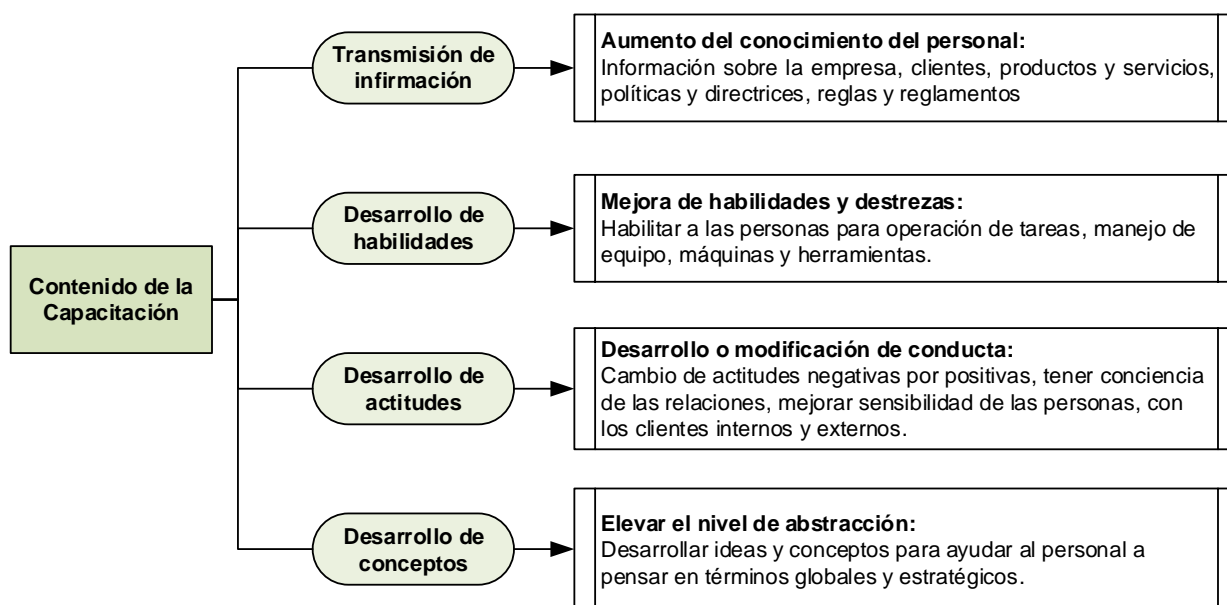 Contenido de la
Capacitación
Transmisión de
infirmación
Aumento del conocimiento del personal:
Información sobre la empresa, clientes, productos y servicios,
políticas y directrices, reglas y reglamentos
Desarrollo de
habilidades
Mejora de habilidades y destrezas:
Habilitar a las personas para operación de tareas, manejo de
equipo, máquinas y herramientas.
Desarrollo de
actitudes
Desarrollo o modificación de conducta:
Cambio de actitudes negativas por positivas, tener conciencia
de las relaciones, mejorar sensibilidad de las personas, con
los clientes internos y externos.
Desarrollo de
conceptos
Elevar el nivel de abstracción:
Desarrollar ideas y conceptos para ayudar al personal a
pensar en términos globales y estratégicos.